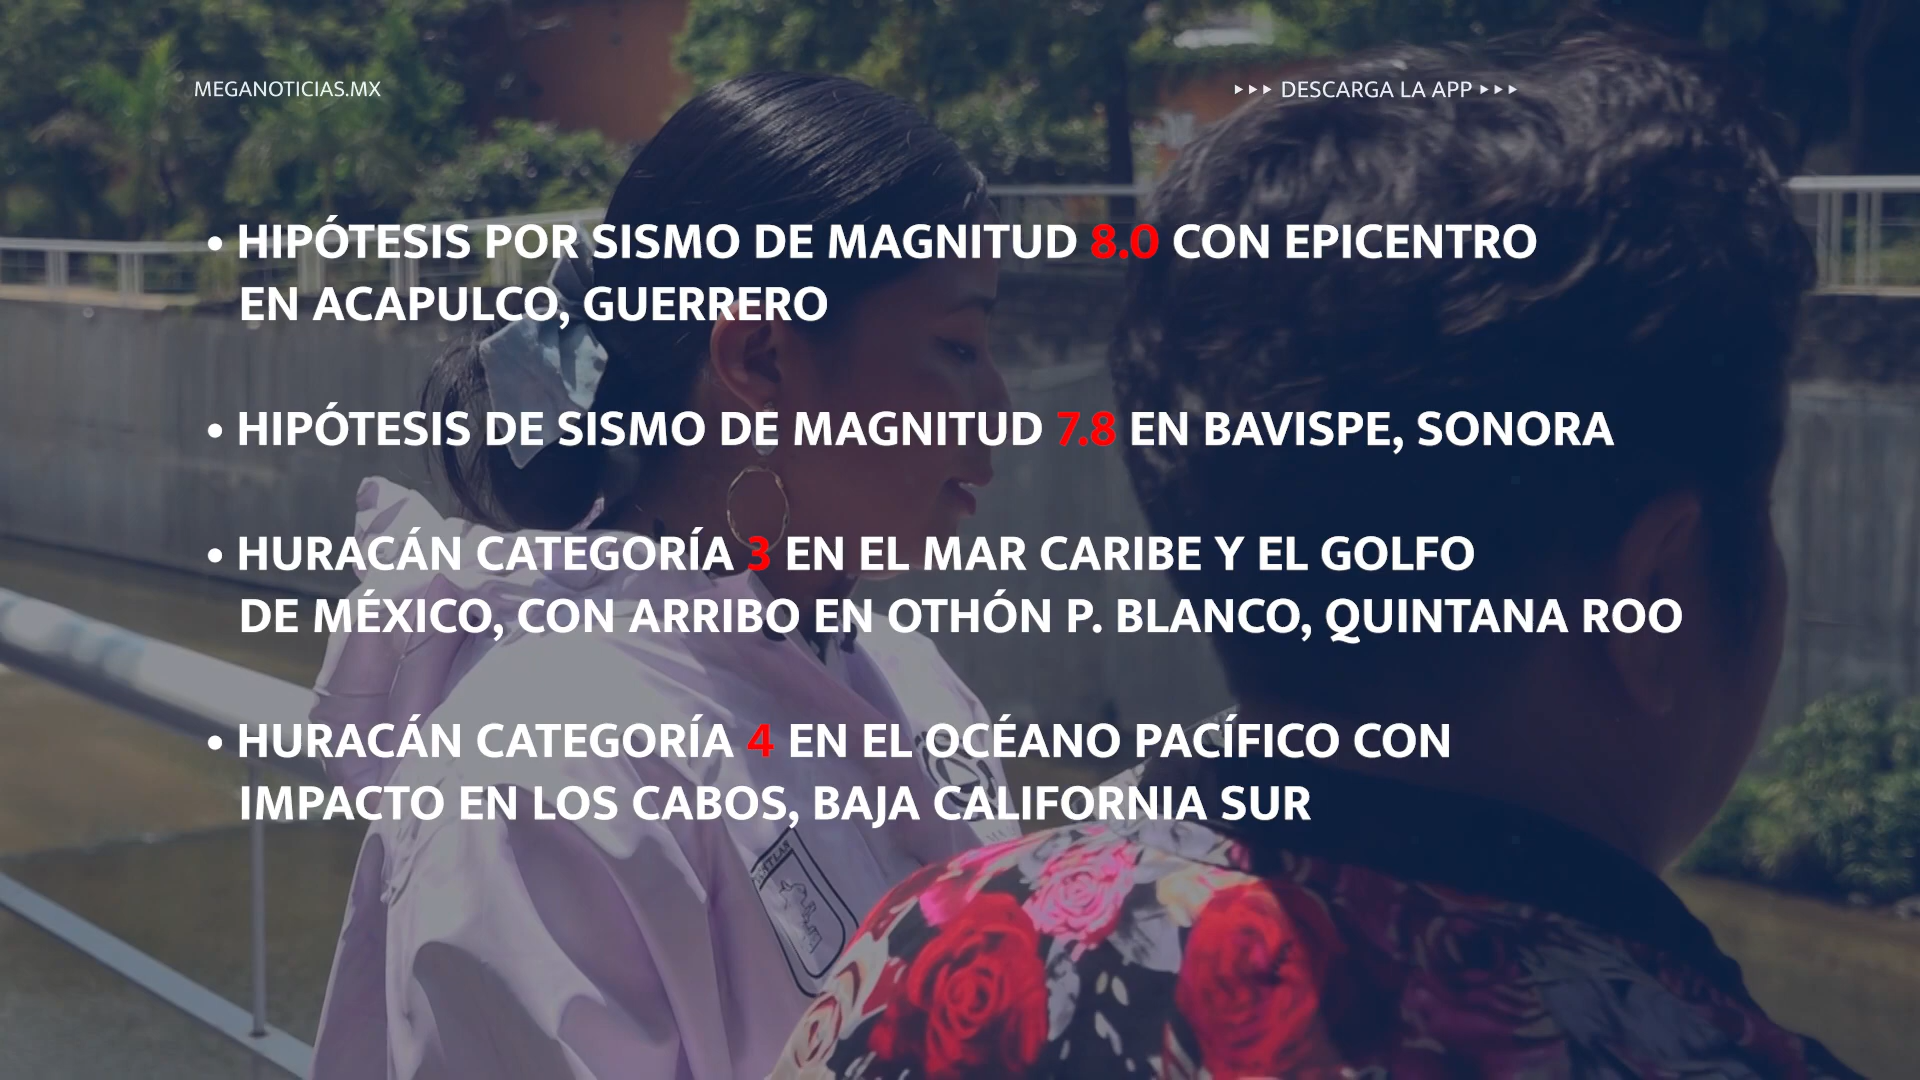 MEGANOTICIAS.MX
DESCARGA LA APP
• HIPÓTESIS POR SISMO DE MAGNITUD 8.0 CON EPICENTRO
EN ACAPULCO, GUERRERO
• HIPÓTESIS DE SISMO DE MAGNITUD 7.8 EN BAVISPE, SONORA
• HURACÁN CATEGORÍA 3 EN EL MAR CARIBE Y EL GOLFO
DE MÉXICO, CON ARRIBO EN OTHÓN P. BLANCO, QUINTANA ROO
• HURACÁN CATEGORÍA 4 EN EL OCÉANO PACÍFICO CON
IMPACTO EN LOS CABOS, BAJA CALIFORNIA SUR